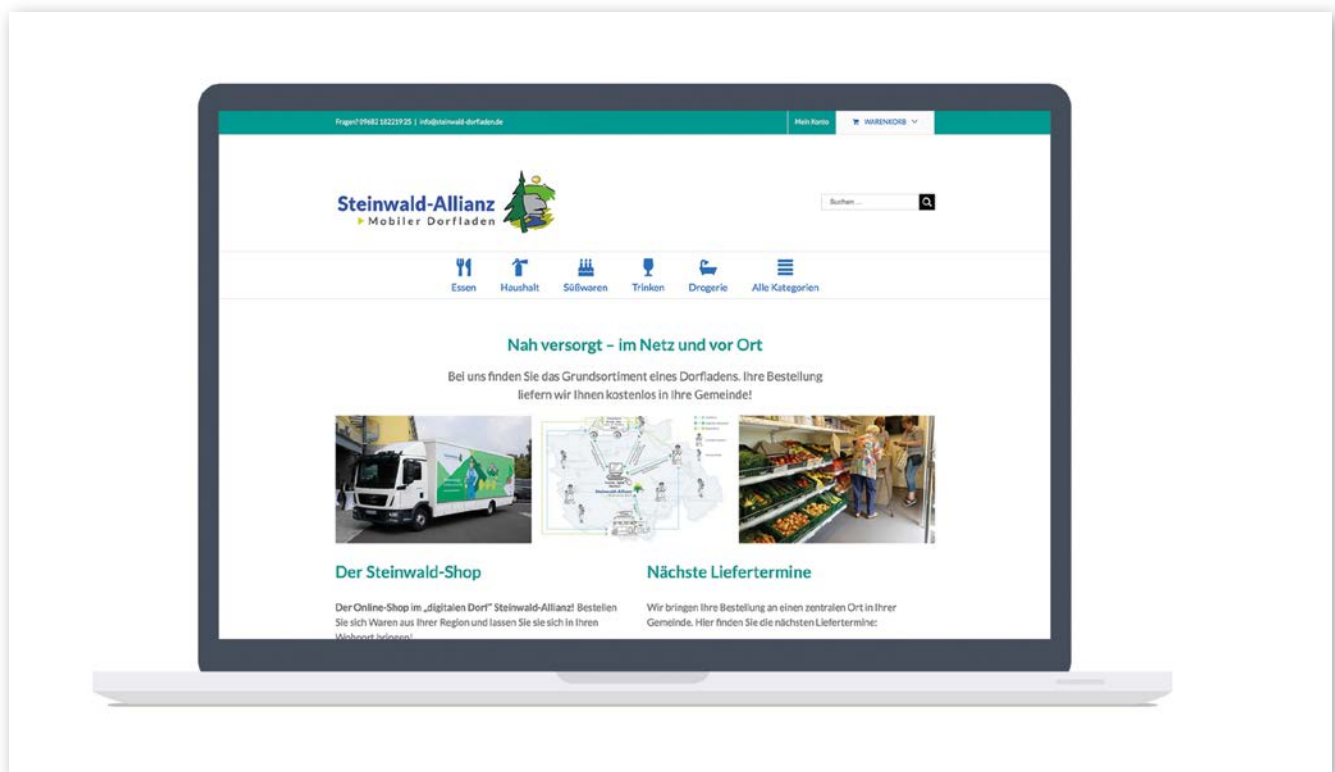 Fragen? 09682 18221925 | info@steinwald-dorfladen.de
Mein Konto
WARENKORB
Steinwald-Allianz
Mobiler Dorfladen
Suchen ...
Essen
Haushalt
Süßwaren
Trinken
Drogerie
Alle Kategorien
Nah versorgt – im Netz und vor Ort
Bei uns finden Sie das Grundsortiment eines Dorfladens. Ihre Bestellung
liefern wir Ihnen kostenlos in Ihre Gemeinde!
Steinwald-Allianz
Der Steinwald-Shop
Der Online-Shop im „digitalen Dorf" Steinwald-Allianz! Bestellen
Sie sich Waren aus Ihrer Region und lassen Sie sie sich in Ihren
Wohnort bringen!
Nächste Liefertermine
Wir bringen Ihre Bestellung an einen zentralen Ort in Ihrer
Gemeinde. Hier finden Sie die nächsten Liefertermine: